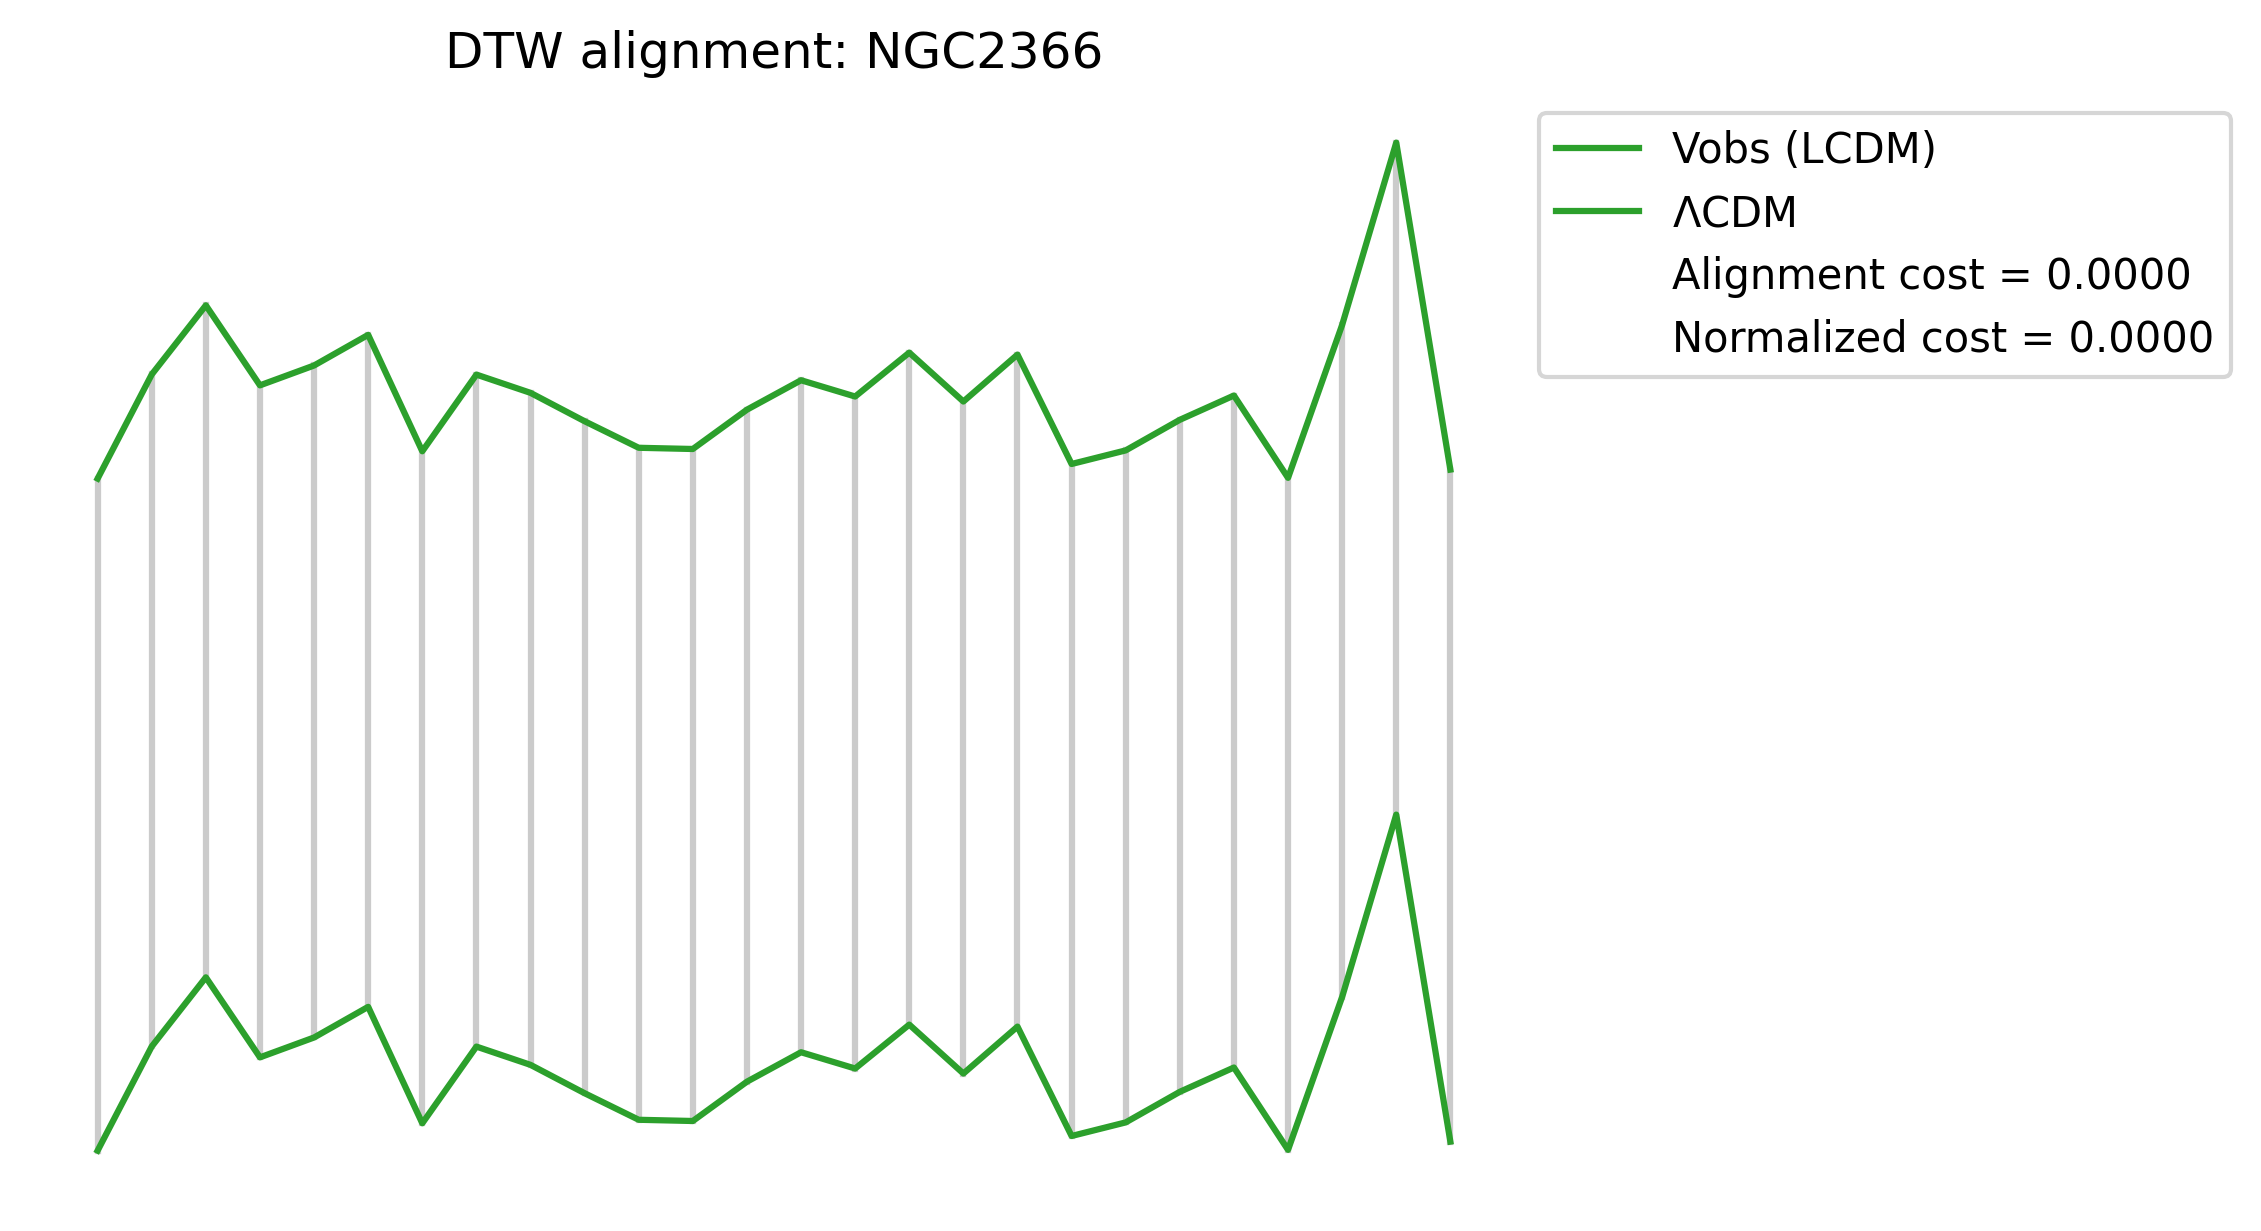 DTW alignment: NGC2366
Vobs (LCDM)
ΛCDM
Alignment cost = 0.0000
Normalized cost = 0.0000